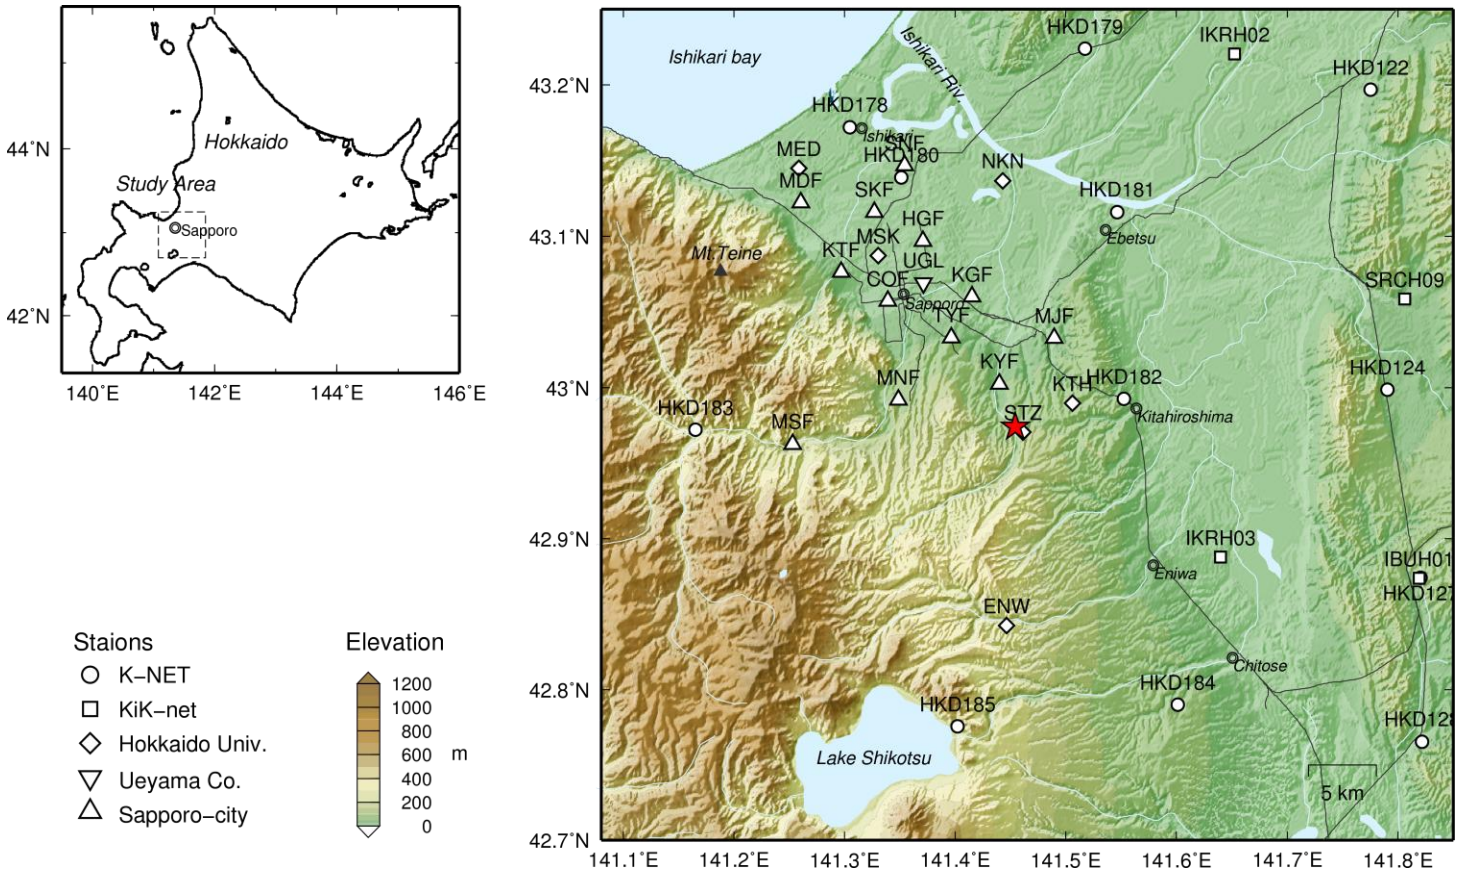 44°N
42°N
140°E
142°E
144°E
146°E
Hokkaido
Study Area
Sapporo
Staions
K−NET
KiK−net
Hokkaido Univ.
Ueyama Co.
Sapporo−city
Elevation
1200
1000
800
600
400
200
0
m
43.2°N
43.1°N
43°N
42.9°N
42.8°N
42.7°N
141.1°E
141.2°E
141.3°E
141.4°E
141.5°E
141.6°E
141.7°E
141.8°E
Ishikari bay
Ishikari Riv.
HKD179
IKRH02
HKD122
HKD178
Ishikari
SNF
HKD180
MED
MDF
SKF
NKN
HKD181
Ebetsu
HGF
MSK
KTF
Mt.Teine
UGL
COF
KGF
Sapporo
TYF
MJF
SRCH09
KYF
MNF
KTH
HKD182
HKD124
Kitahiroshima
HKD183
MSF
STZ
IKRH03
Eniwa
IBUH01
HKD127
ENW
Chitose
HKD184
HKD185
HKD128
Lake Shikotsu
5 km